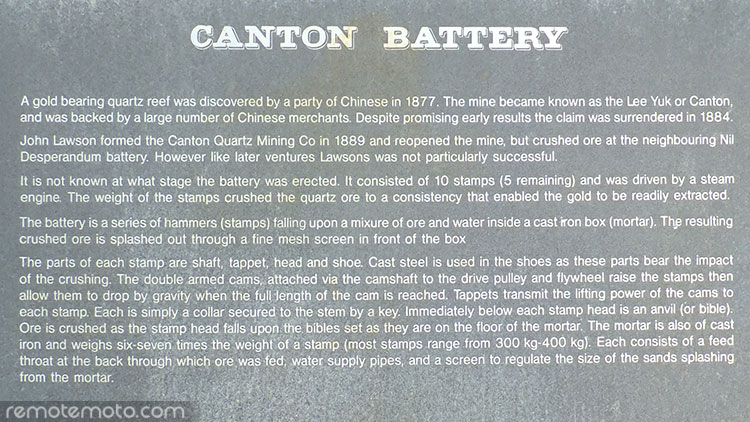 CANTON BATTERY
A gold bearing quartz reef was discovered by a party of Chinese in 1877. The mine became known as the Lee Yuk or Canton,
and was backed by a large number of Chinese merchants. Despite promising early results the claim was surrendered in 1884.
John Lawson formed the Canton Quartz Mining Co in 1889 and reopened the mine, but crushed ore at the neighbouring Nil
Desperandum battery. However like later ventures Lawsons was not particularly successful.
It is not known at what stage the battery was erected. It consisted of 10 stamps (5 remaining) and was driven by a steam
engine. The weight of the stamps crushed the quartz ore to a consistency that enabled the gold to be readily extracted.
The battery is a series of hammers (stamps) falling upon a mixure of ore and water inside a cast iron box (mortar). The resulting
crushed ore is splashed out through a fine mesh screen in front of the box
The parts of each stamp are shaft, tappet, head and shoe. Cast steel is used in the shoes as these parts bear the impact
of the crushing. The double armed cams, attached via the camshaft to the drive pulley and flywheel raise the stamps then
allow them to drop by gravity when the full length of the cam is reached. Tappets transmit the lifting power of the cams to
each stamp. Each is simply a collar secured to the stem by a key. Immediately below each stamp head is an anvil (or bible).
Ore is crushed as the stamp head falls upon the bibles set as they are on the floor of the mortar. The mortar is also of cast
iron and weighs six-seven times the weight of a stamp (most stamps range from 300 kg-400 kg). Each consists of a feed
throat at the back through which ore was fed, water supply pipes, and a screen to regulate the size of the sands splashing
from the mortar.
remotemoto.com